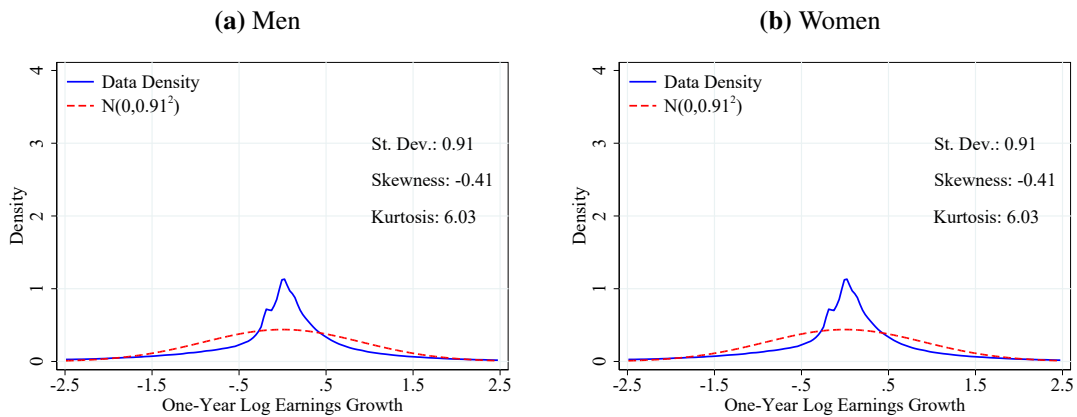 (a) Men
4
3
2
1
0
Density
Data Density
N(0,0.91²)
St. Dev.: 0.91
Skewness: -0.41
Kurtosis: 6.03
-2.5 -1.5 -.5 .5 1.5 2.5
One-Year Log Earnings Growth
(b) Women
4
3
2
1
0
Density
Data Density
N(0,0.91²)
St. Dev.: 0.91
Skewness: -0.41
Kurtosis: 6.03
-2.5 -1.5 -.5 .5 1.5 2.5
One-Year Log Earnings Growth